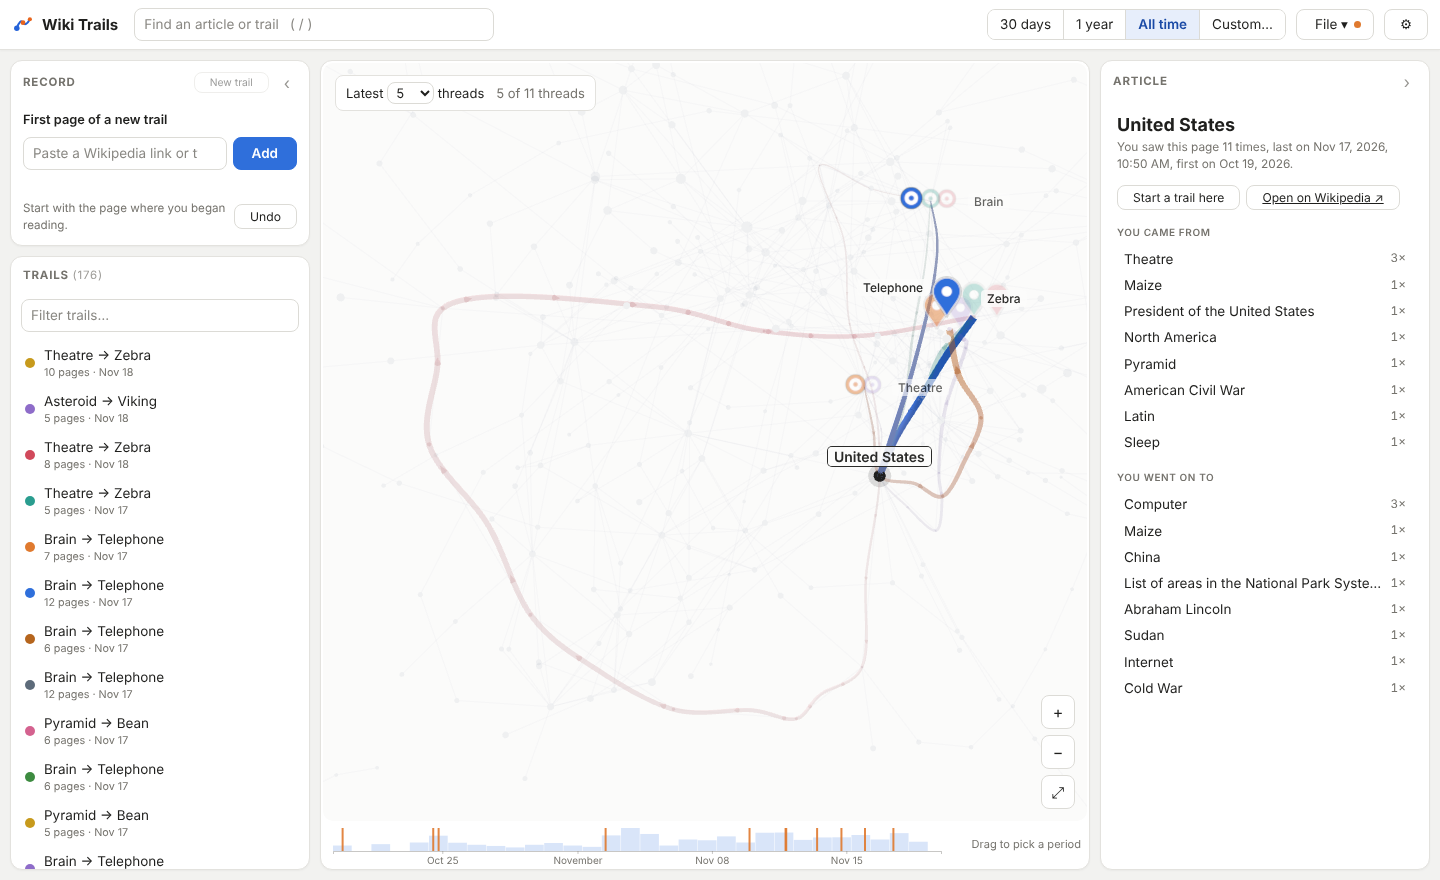 Wiki Trails
Find an article or trail ( / )
30 days
1 year
All time
Custom...
File ▾
RECORD
New trail
First page of a new trail
Paste a Wikipedia link or t
Add
Start with the page where you began
reading.
Undo
TRAILS (176)
Filter trails...
Theatre → Zebra
10 pages · Nov 18
Asteroid → Viking
5 pages · Nov 18
Theatre → Zebra
8 pages · Nov 18
Theatre → Zebra
5 pages · Nov 17
Brain → Telephone
7 pages · Nov 17
Brain → Telephone
12 pages · Nov 17
Brain → Telephone
6 pages · Nov 17
Brain → Telephone
12 pages · Nov 17
Pyramid → Bean
6 pages · Nov 17
Brain → Telephone
6 pages · Nov 17
Pyramid → Bean
5 pages · Nov 17
Brain → Telephone
Latest 5 threads 5 of 11 threads
Brain
Telephone
Zebra
Theatre
United States
+
−
Oct 25
November
Nov 08
Nov 15
Drag to pick a period
ARTICLE
United States
You saw this page 11 times, last on Nov 17, 2026,
10:50 AM, first on Oct 19, 2026.
Start a trail here
Open on Wikipedia ↗
YOU CAME FROM
Theatre 3×
Maize 1×
President of the United States 1×
North America 1×
Pyramid 1×
American Civil War 1×
Latin 1×
Sleep 1×
YOU WENT ON TO
Computer 3×
Maize 1×
China 1×
List of areas in the National Park Syste... 1×
Abraham Lincoln 1×
Sudan 1×
Internet 1×
Cold War 1×